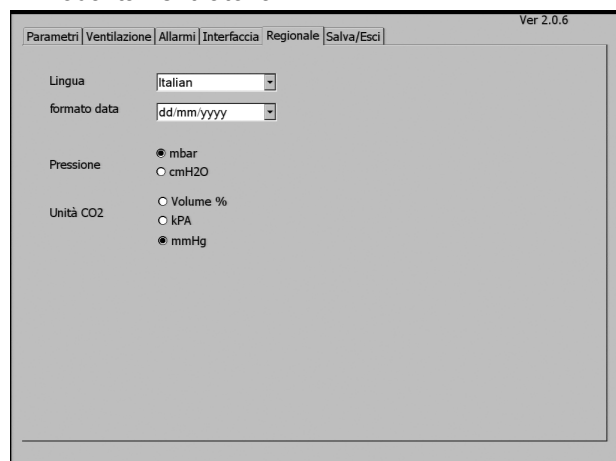 Ver 2.0.6
Parametri Ventilazione Allarmi Interfaccia Regionale Salva/Esci
Lingua Italian
formato data dd/mm/yyyy
Pressione
mbar
cmH2O
Unità CO2
Volume %
kPA
mmHg